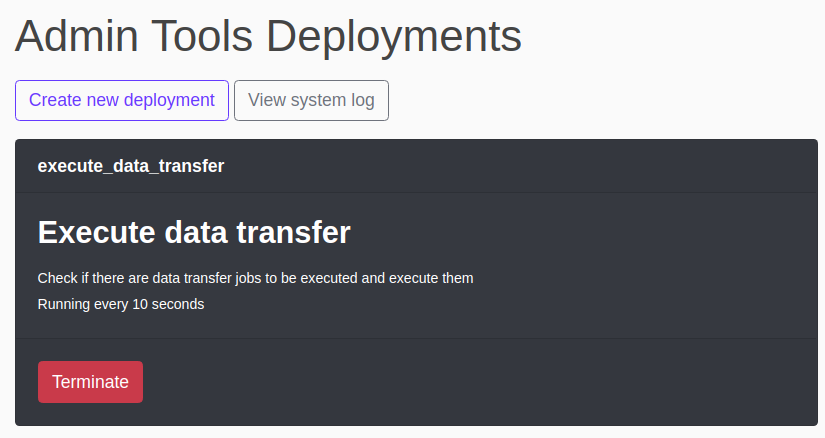 Admin Tools Deployments
Create new deployment View system log
execute_data_transfer
Execute data transfer
Check if there are data transfer jobs to be executed and execute them
Running every 10 seconds
Terminate